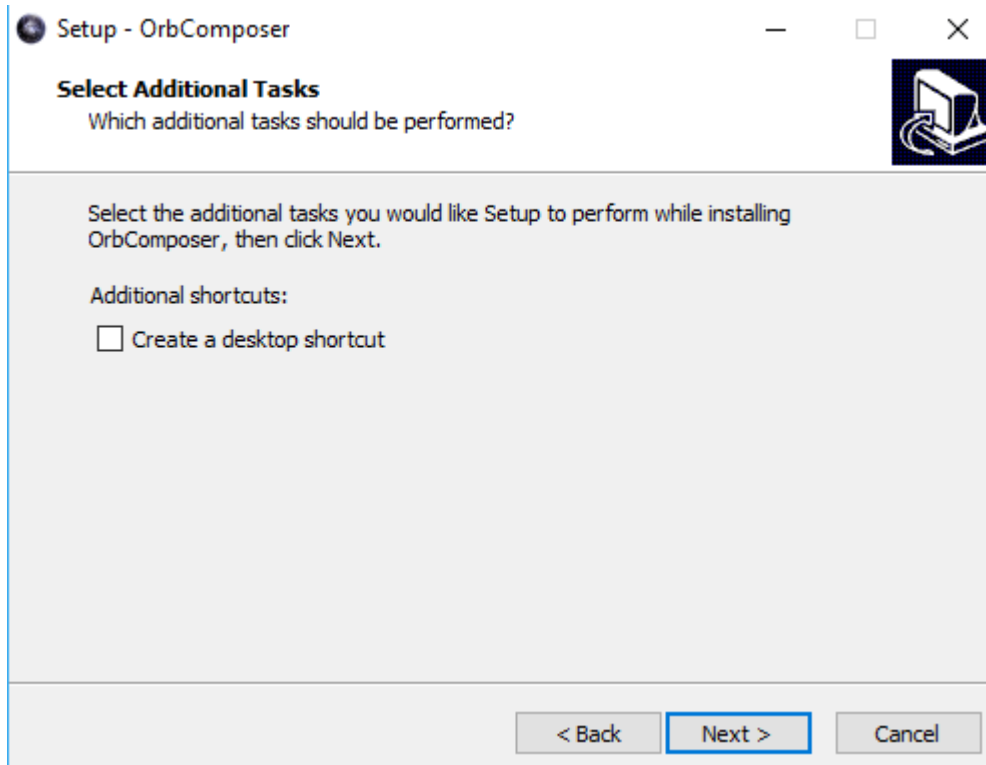 Setup - OrbComposer
Select Additional Tasks
Which additional tasks should be performed?
Select the additional tasks you would like Setup to perform while installing
OrbComposer, then click Next.
Additional shortcuts:
Create a desktop shortcut
< Back
Next >
Cancel